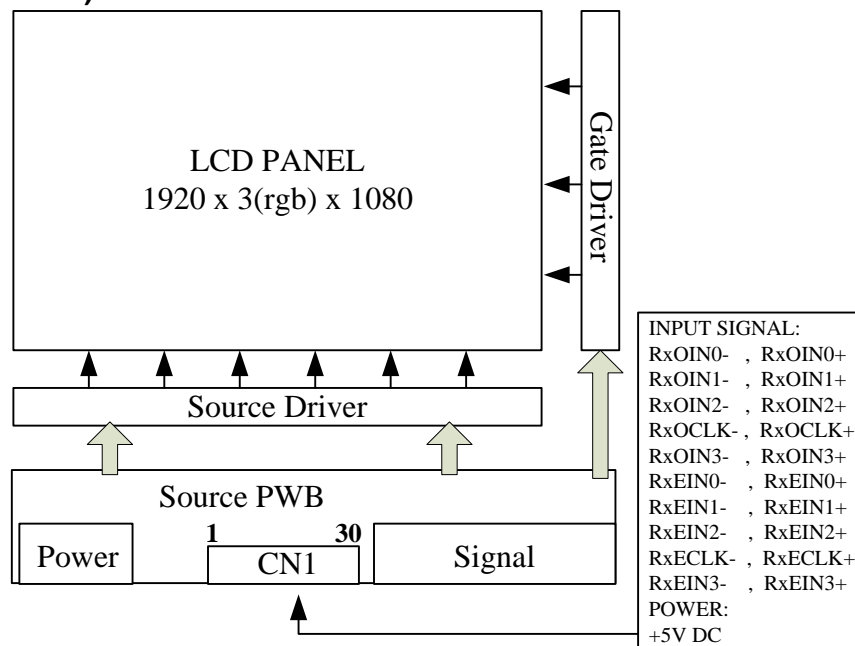 LCD PANEL
1920 x 3(rgb) x 1080
Gate Driver
Source Driver
Source PWB
1 30
Power
CN1
Signal
INPUT SIGNAL:
RxOIN0- , RxOIN0+
RxOIN1- , RxOIN1+
RxOIN2- , RxOIN2+
RxOCLK- , RxOCLK+
RxOIN3- , RxOIN3+
RxEIN0- , RxEIN0+
RxEIN1- , RxEIN1+
RxEIN2- , RxEIN2+
RxECLK- , RxECLK+
RxEIN3- , RxEIN3+
POWER:
+5V DC